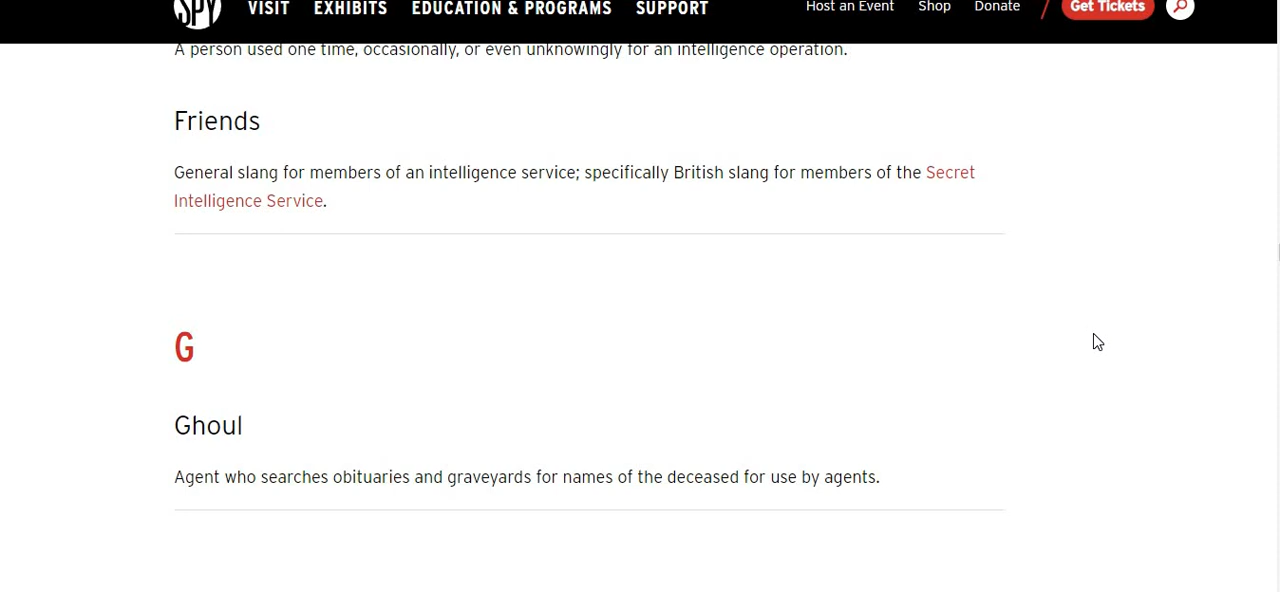 SPY
VISIT EXHIBITS EDUCATION & PROGRAMS SUPPORT Host an Event Shop Donate / Get Tickets
A person used one time, occasionally, or even unknowingly for an intelligence operation.
Friends
General slang for members of an intelligence service; specifically British slang for members of the Secret
Intelligence Service.
G
Ghoul
Agent who searches obituaries and graveyards for names of the deceased for use by agents.